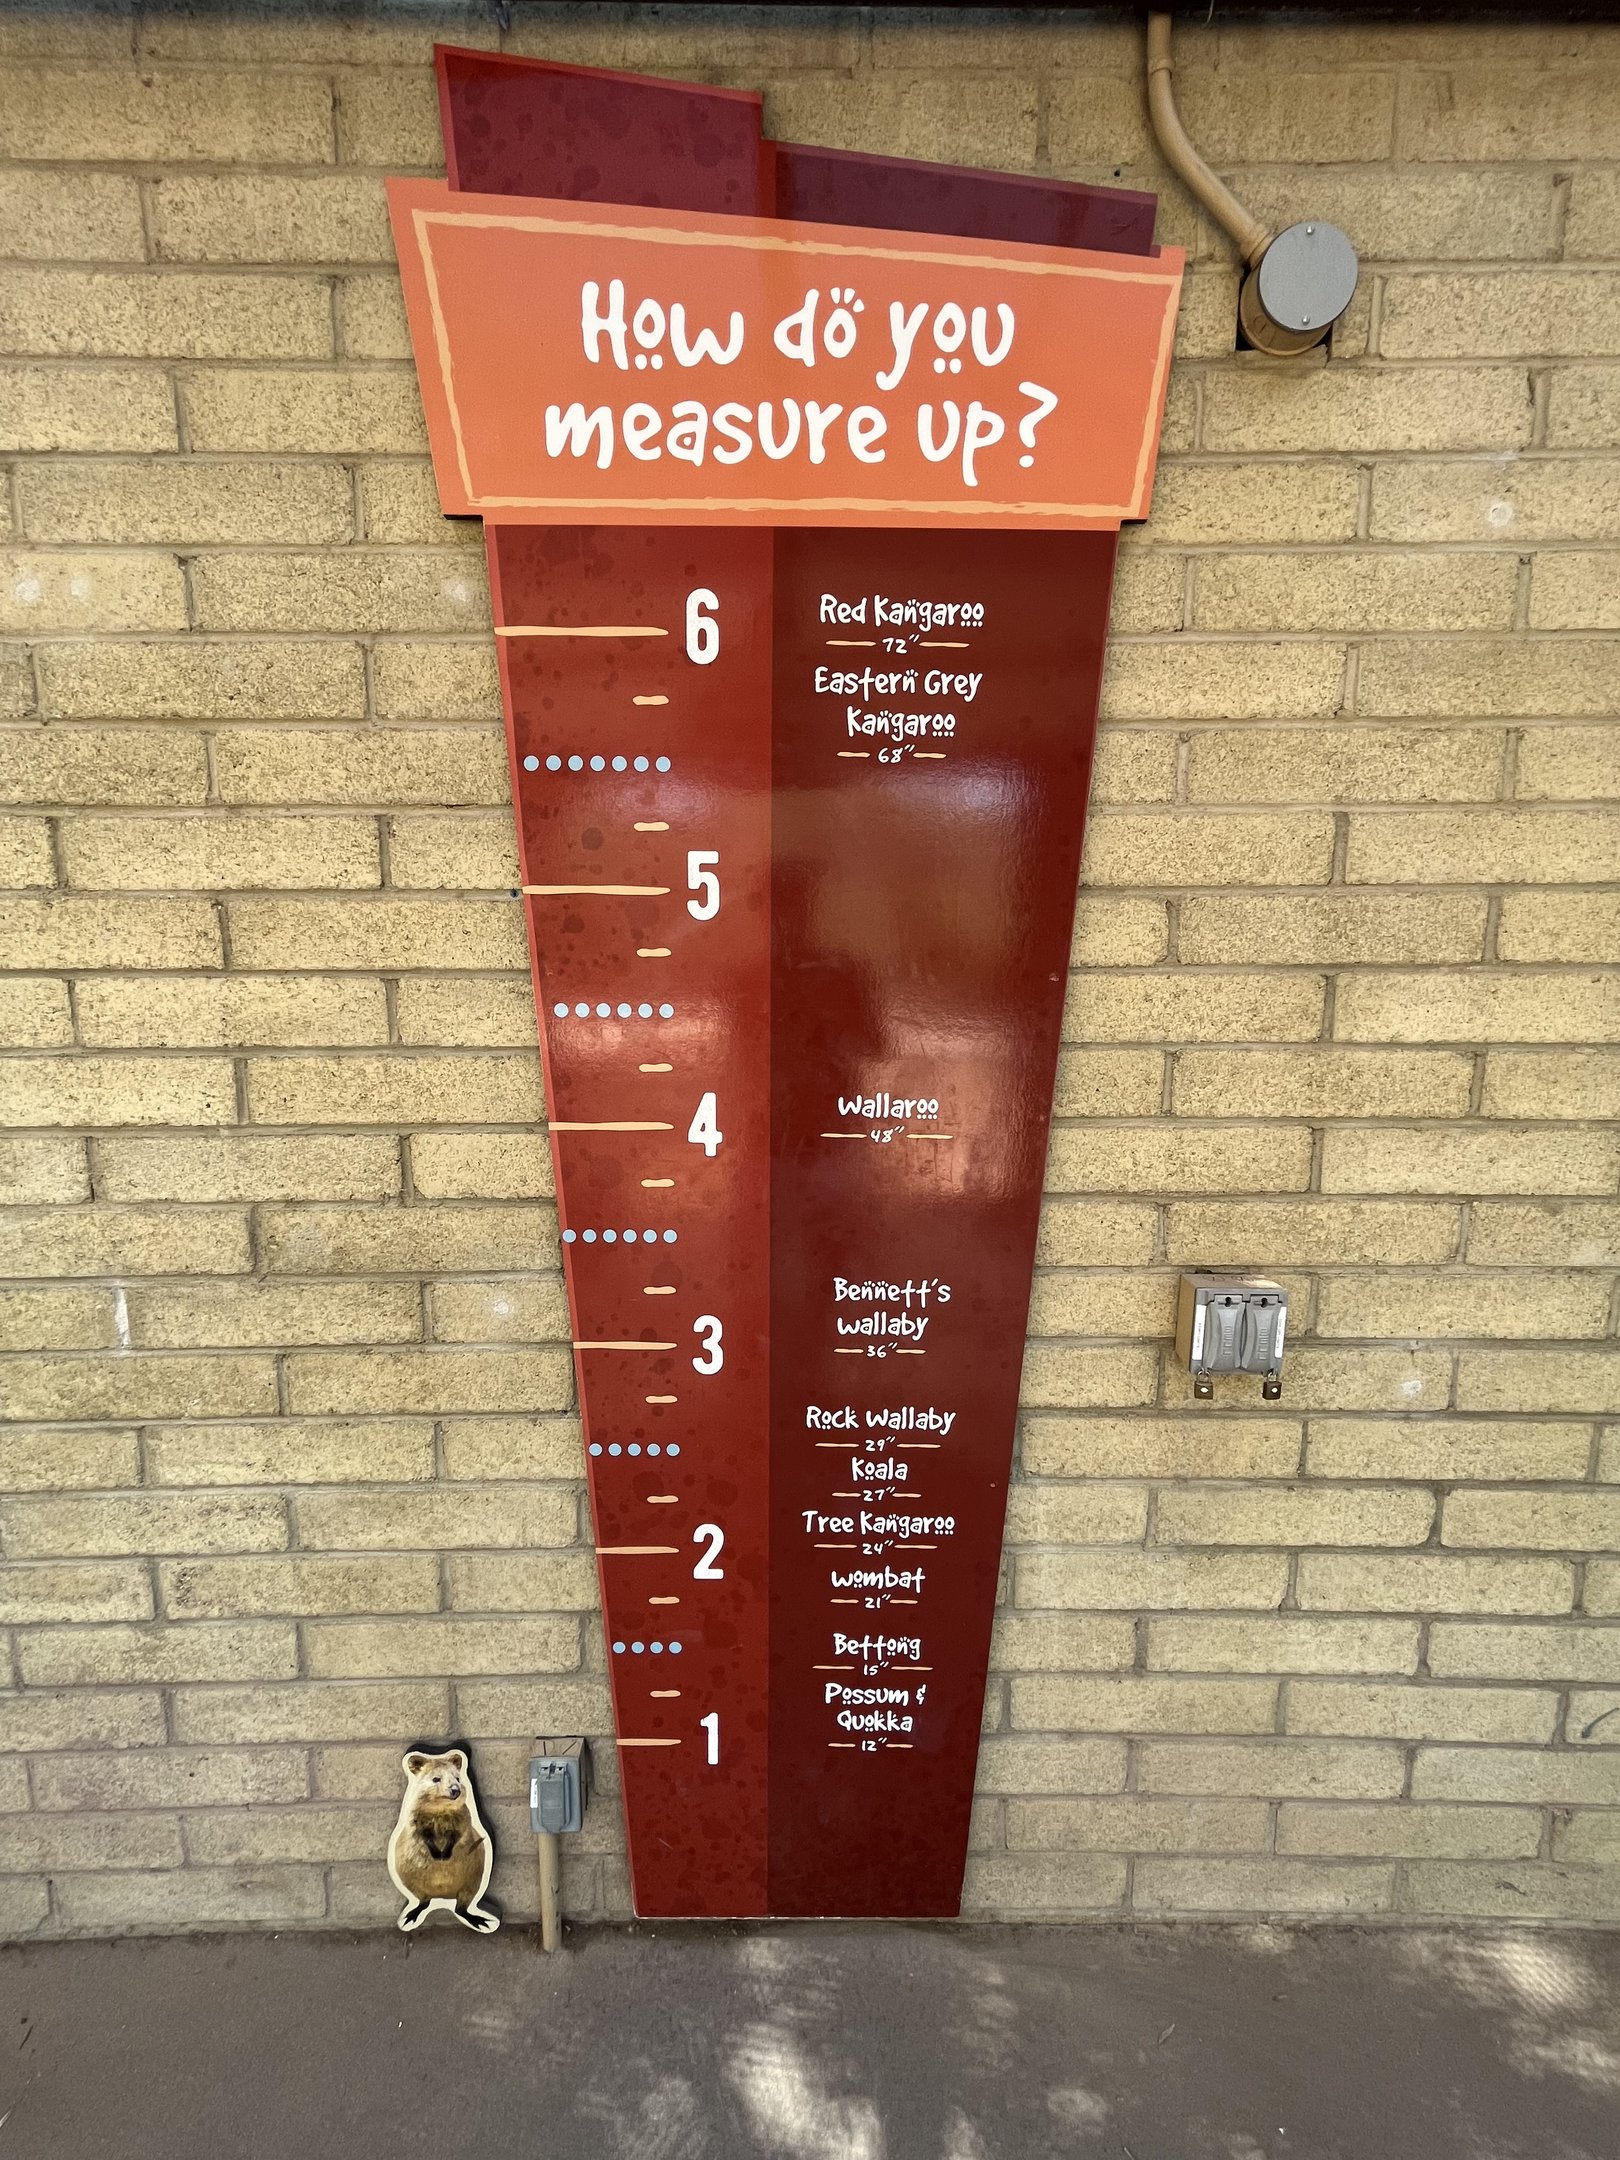 How do you
measure up?
6
Red Kangaroo
72"
Eastern Grey
Kangaroo
68"
5
4
Wallaroo
48"
3
Bennett's
Wallaby
36"
Rock Wallaby
29"
Koala
27"
2
Tree Kangaroo
24"
Wombat
21"
Bettong
15"
1
Possum &
Quokka
12"